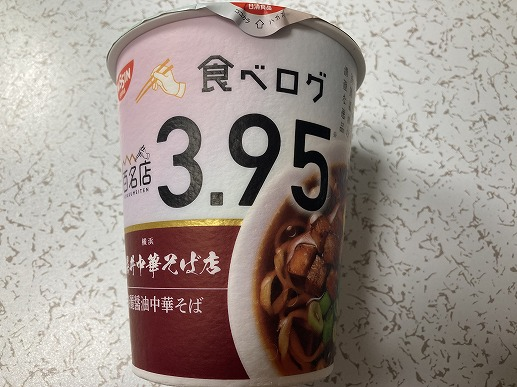 日清食品
食べログ
3.95
百名店
横浜
井中華そば店
醤油中華そば